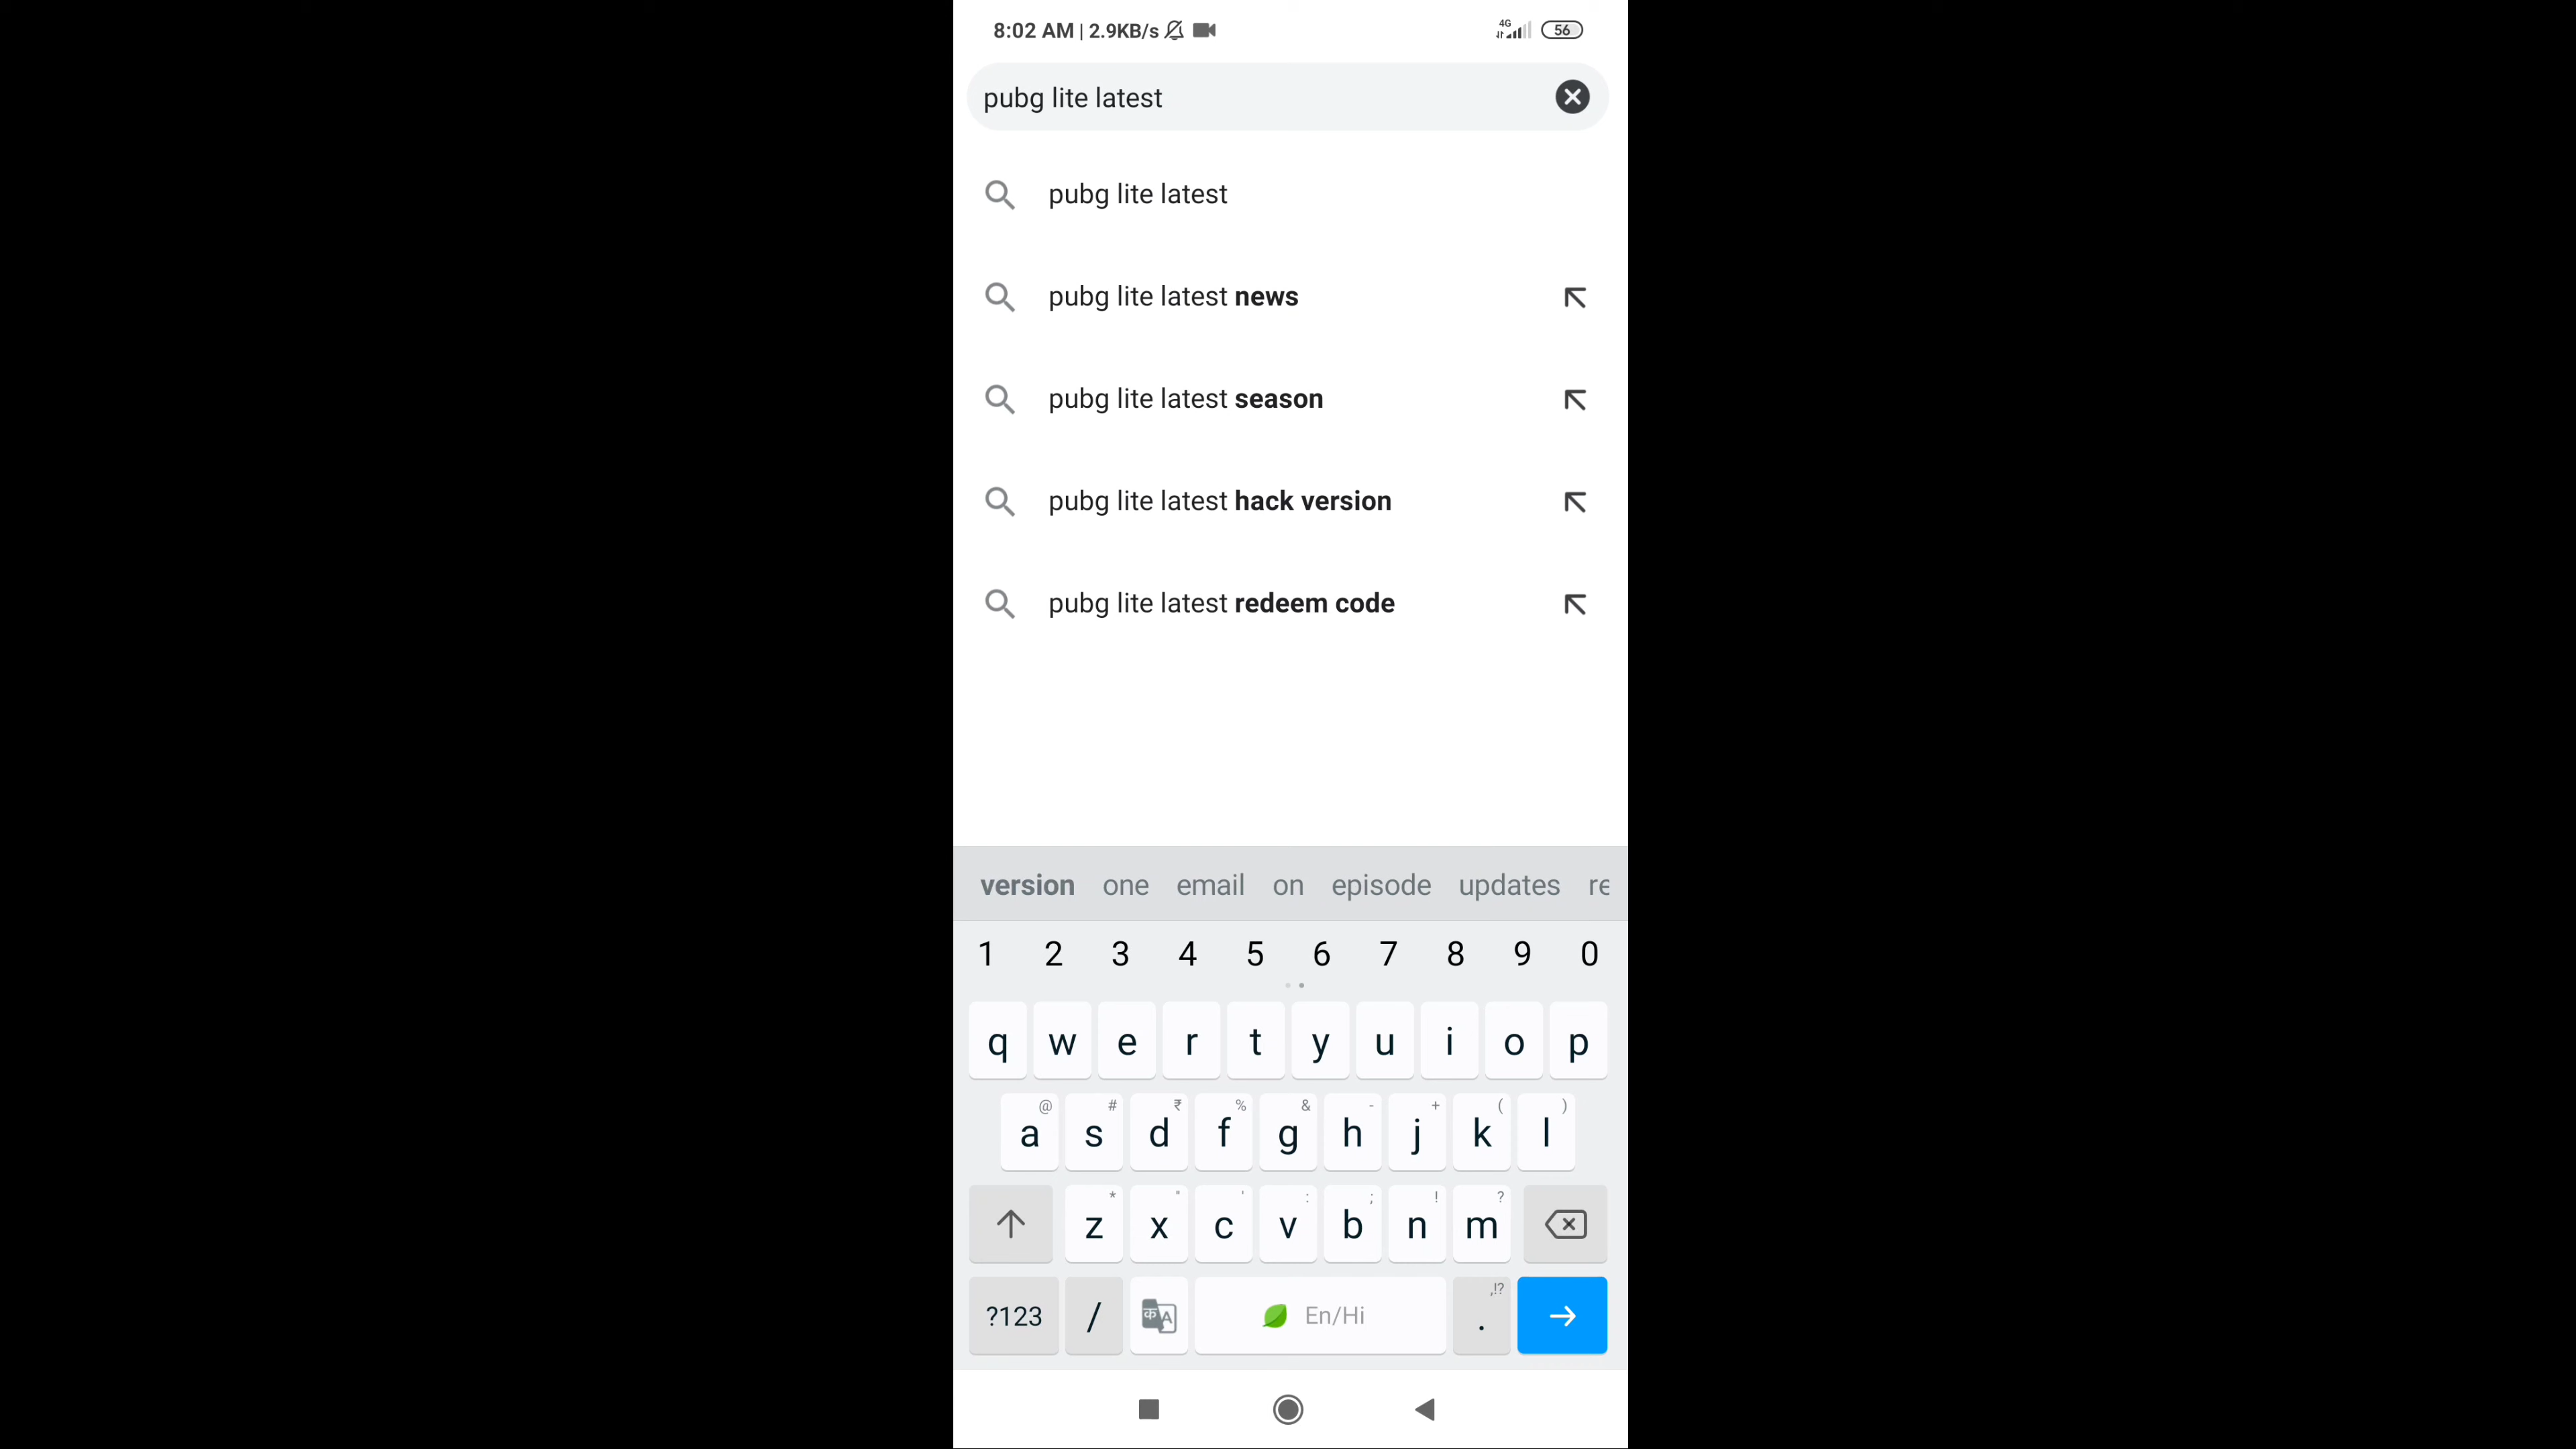 8:02 AM | 2.9KB/s 4G 56
pubg lite latest
pubg lite latest
pubg lite latest news
pubg lite latest season
pubg lite latest hack version
pubg lite latest redeem code
version one email on episode updates re
1 2 3 4 5 6 7 8 9 0
q w e r t y u i o p
@ # ₹ % & - + ( )
a s d f g h j k l
* " ' : ; ! ?
z x c v b n m
,!?
?123 / क A En/Hi .